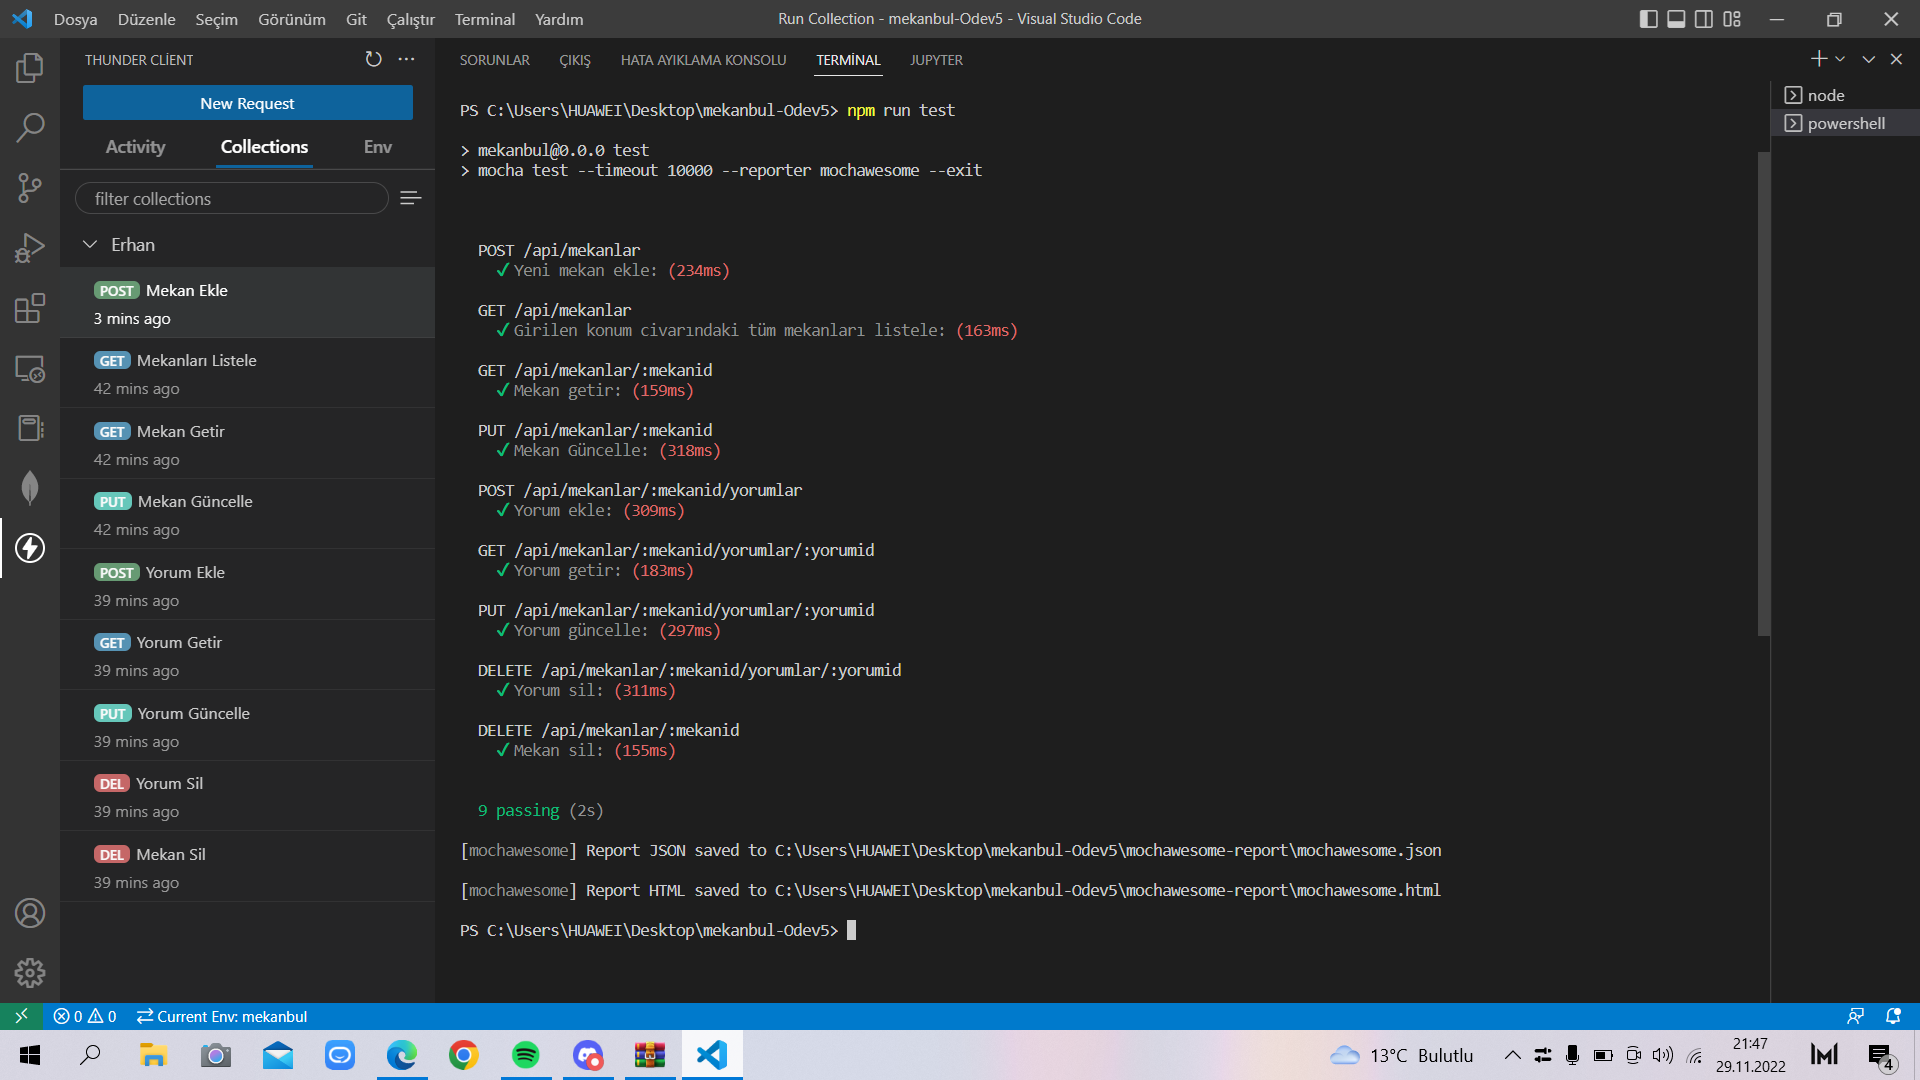 Dosya Düzenle Seçim Görünüm Git Çalıştır Terminal Yardım
Run Collection - mekanbul-Odev5 - Visual Studio Code
THUNDER CLİENT
New Request
Activity Collections Env
filter collections
Erhan
POST Mekan Ekle
3 mins ago
GET Mekanları Listele
42 mins ago
GET Mekan Getir
42 mins ago
PUT Mekan Güncelle
42 mins ago
POST Yorum Ekle
39 mins ago
GET Yorum Getir
39 mins ago
PUT Yorum Güncelle
39 mins ago
DEL Yorum Sil
39 mins ago
DEL Mekan Sil
39 mins ago
SORUNLAR ÇIKIŞ HATA AYIKLAMA KONSOLU TERMİNAL JUPYTER
PS C:\Users\HUAWEI\Desktop\mekanbul-Odev5> npm run test
> mekanbul@0.0.0 test
> mocha test --timeout 10000 --reporter mochawesome --exit
POST /api/mekanlar
✓ Yeni mekan ekle: (234ms)
GET /api/mekanlar
✓ Girilen konum civarındaki tüm mekanları listele: (163ms)
GET /api/mekanlar/:mekanid
✓ Mekan getir: (159ms)
PUT /api/mekanlar/:mekanid
✓ Mekan Güncelle: (318ms)
POST /api/mekanlar/:mekanid/yorumlar
✓ Yorum ekle: (309ms)
GET /api/mekanlar/:mekanid/yorumlar/:yorumid
✓ Yorum getir: (183ms)
PUT /api/mekanlar/:mekanid/yorumlar/:yorumid
✓ Yorum güncelle: (297ms)
DELETE /api/mekanlar/:mekanid/yorumlar/:yorumid
✓ Yorum sil: (311ms)
DELETE /api/mekanlar/:mekanid
✓ Mekan sil: (155ms)
9 passing (2s)
[mochawesome] Report JSON saved to C:\Users\HUAWEI\Desktop\mekanbul-Odev5\mochawesome-report\mochawesome.json
[mochawesome] Report HTML saved to C:\Users\HUAWEI\Desktop\mekanbul-Odev5\mochawesome-report\mochawesome.html
PS C:\Users\HUAWEI\Desktop\mekanbul-Odev5>
node
powershell
0 0 Current Env: mekanbul
13°C Bulutlu
21:47
29.11.2022
4